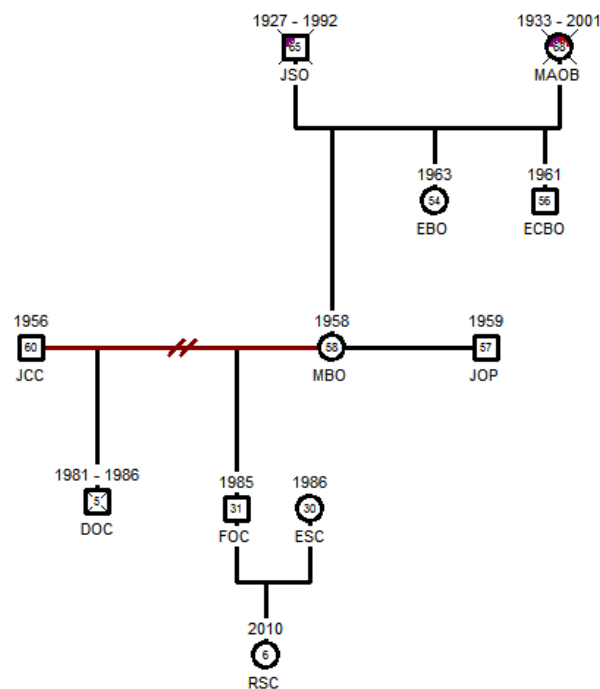 1927 - 1992 1933 - 2001
65 68
JSO MAOB
1963 1961
54 56
EBO ECBO
1956 1958 1959
60 58 57
JCC MBO JOP
1981 - 1986 1985 1986
5 31 30
DOC FOC ESC
2010
6
RSC